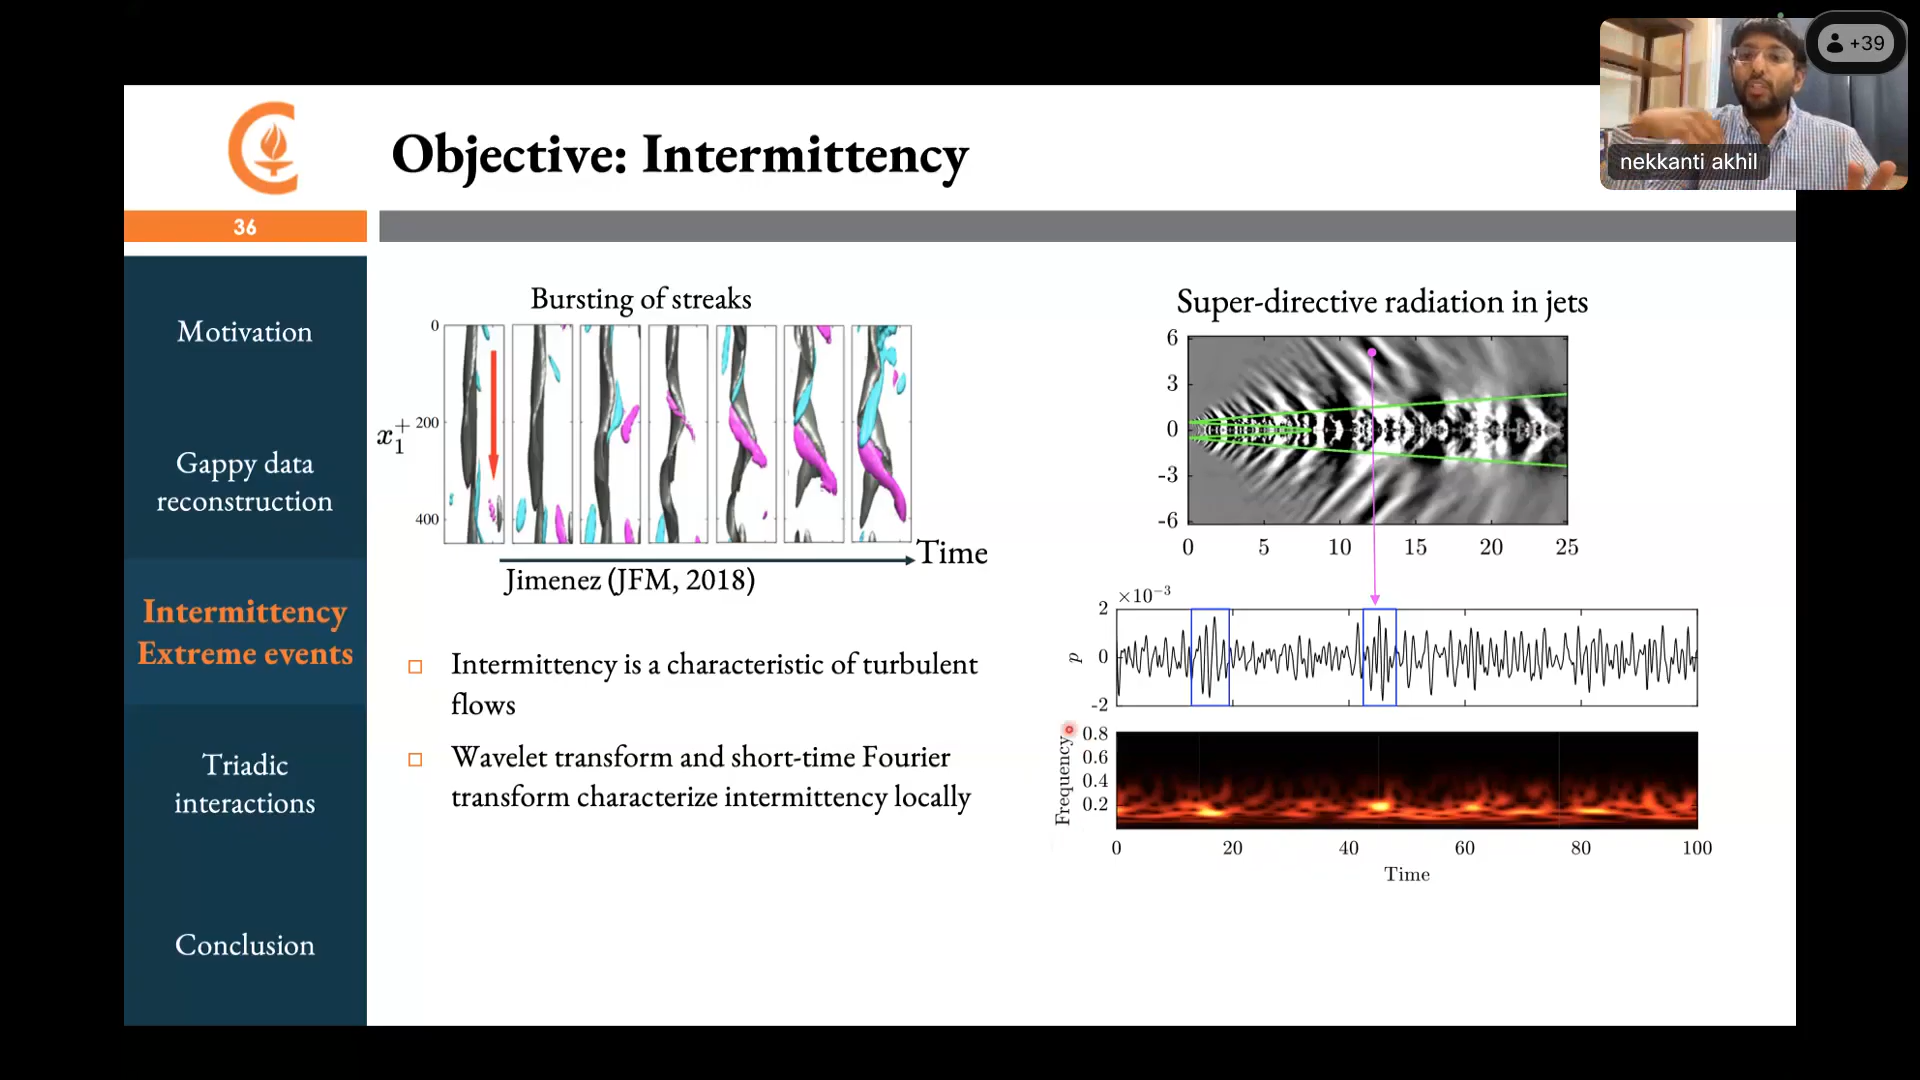 +39
nekkanti akhil
Objective: Intermittency
36
Motivation
Gappy data
reconstruction
Intermittency
Extreme events
Triadic
interactions
Conclusion
Bursting of streaks
0
200
400
x₁⁺
Time
Jimenez (JFM, 2018)
Intermittency is a characteristic of turbulent
flows
Wavelet transform and short-time Fourier
transform characterize intermittency locally
Super-directive radiation in jets
6
3
0
-3
-6
0 5 10 15 20 25
×10⁻³
2
0
-2
p
0.8
0.6
0.4
0.2
Frequency
0 20 40 60 80 100
Time